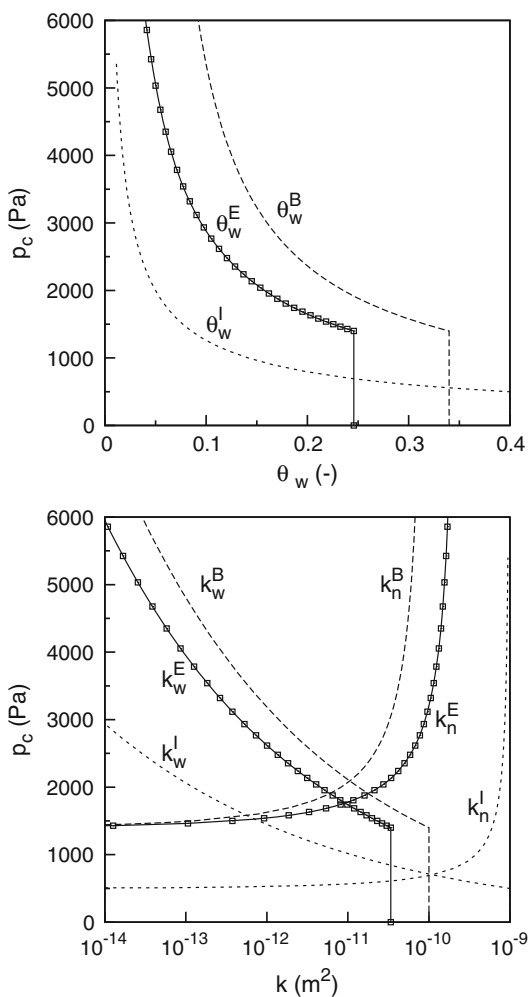 6000
5000
4000
3000
2000
1000
0
p_c (Pa)
θ_w^B
θ_w^E
θ_w^I
0 0.1 0.2 0.3 0.4
θ_w (-)
6000
5000
4000
3000
2000
1000
0
p_c (Pa)
k_w^B
k_n^B
k_w^E
k_n^E
k_w^I
k_n^I
10^-14 10^-13 10^-12 10^-11 10^-10 10^-9
k (m^2)